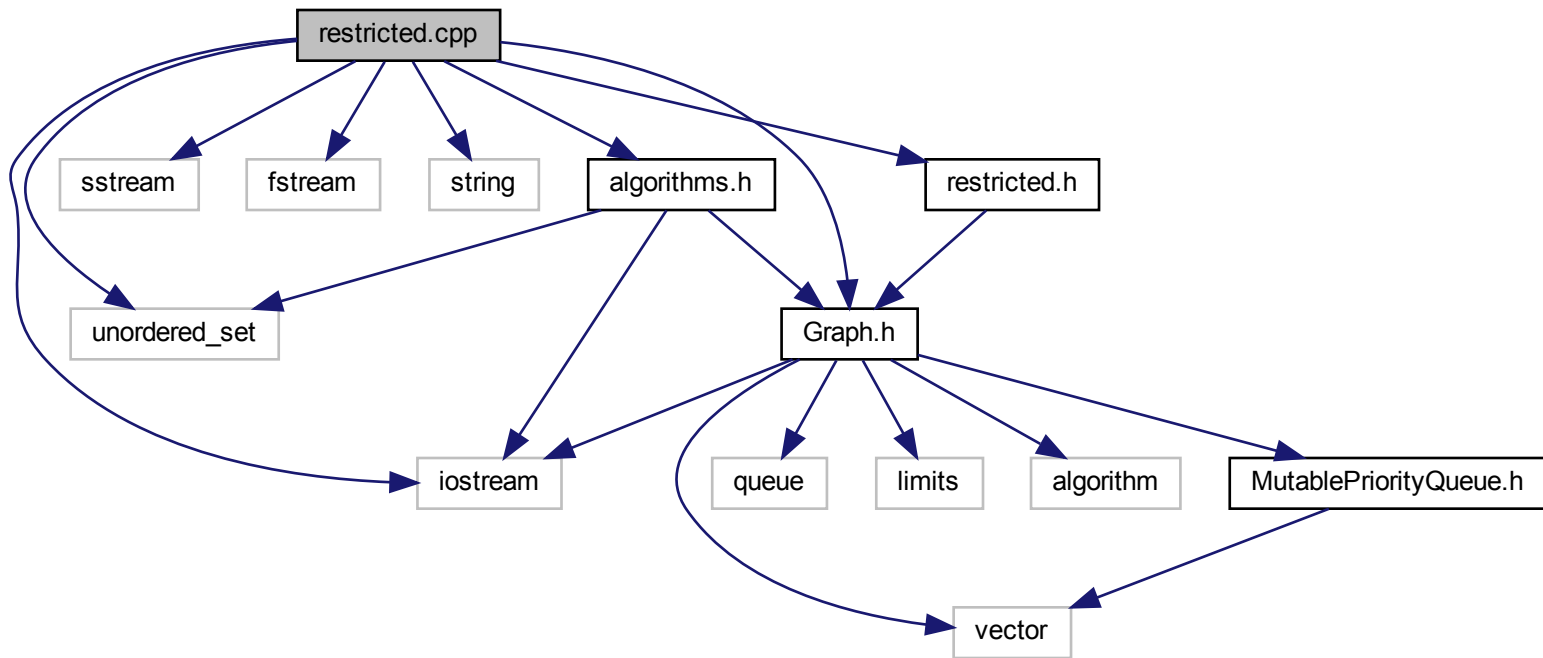 restricted.cpp
sstream
fstream
string
algorithms.h
restricted.h
unordered_set
Graph.h
iostream
queue
limits
algorithm
MutablePriorityQueue.h
vector